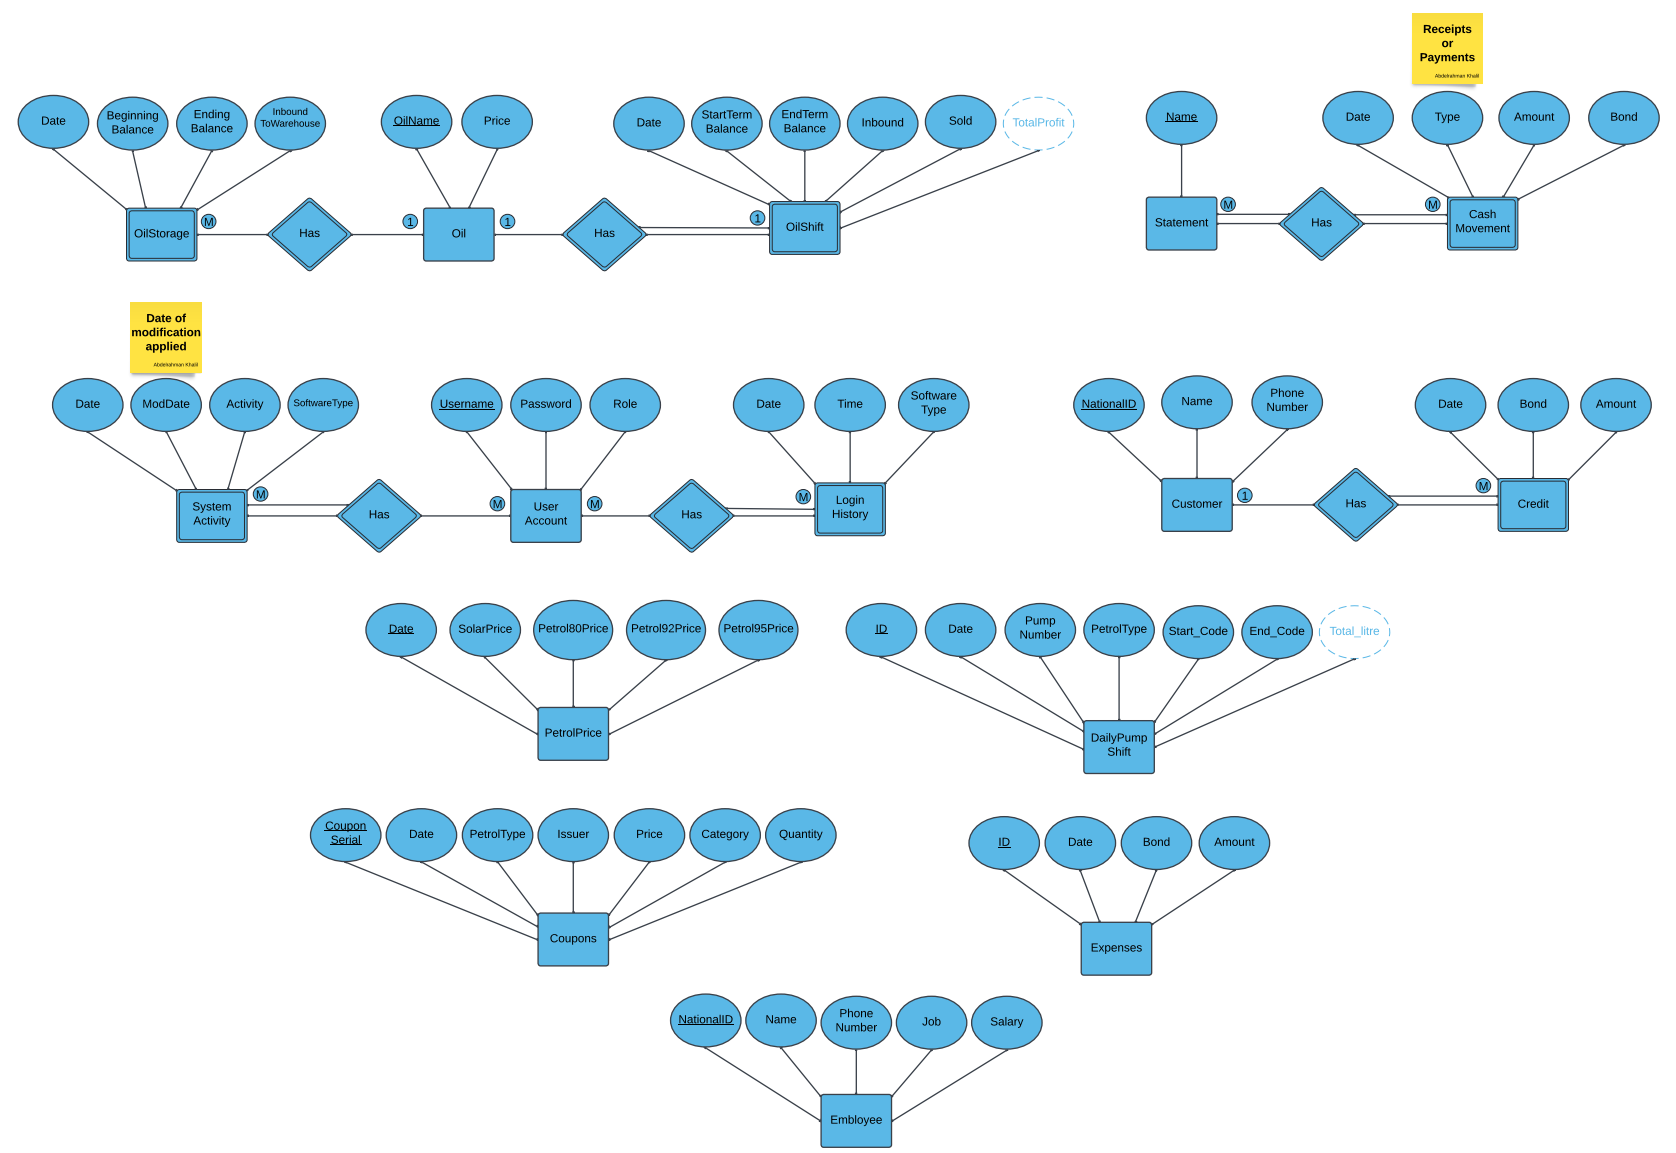 Receipts
or
Payments
Abdelrahman Khalil
Date
Beginning
Balance
Ending
Balance
Inbound
ToWarehouse
OilName
Price
Date
StartTerm
Balance
EndTerm
Balance
Inbound
Sold
TotalProfit
Name
Date
Type
Amount
Bond
OilStorage
M
Has
1
Oil
1
Has
1
OilShift
Statement
M
Has
M
Cash
Movement
Date of
modification
applied
Abdelrahman Khalil
Date
ModDate
Activity
SoftwareType
Username
Password
Role
Date
Time
Software
Type
NationalID
Name
Phone
Number
Date
Bond
Amount
System
Activity
M
Has
M
User
Account
M
Has
M
Login
History
Customer
1
Has
M
Credit
Date
SolarPrice
Petrol80Price
Petrol92Price
Petrol95Price
ID
Date
Pump
Number
PetrolType
Start_Code
End_Code
Total_litre
PetrolPrice
DailyPump
Shift
Coupon
Serial
Date
PetrolType
Issuer
Price
Category
Quantity
ID
Date
Bond
Amount
Coupons
Expenses
NationalID
Name
Phone
Number
Job
Salary
Embloyee